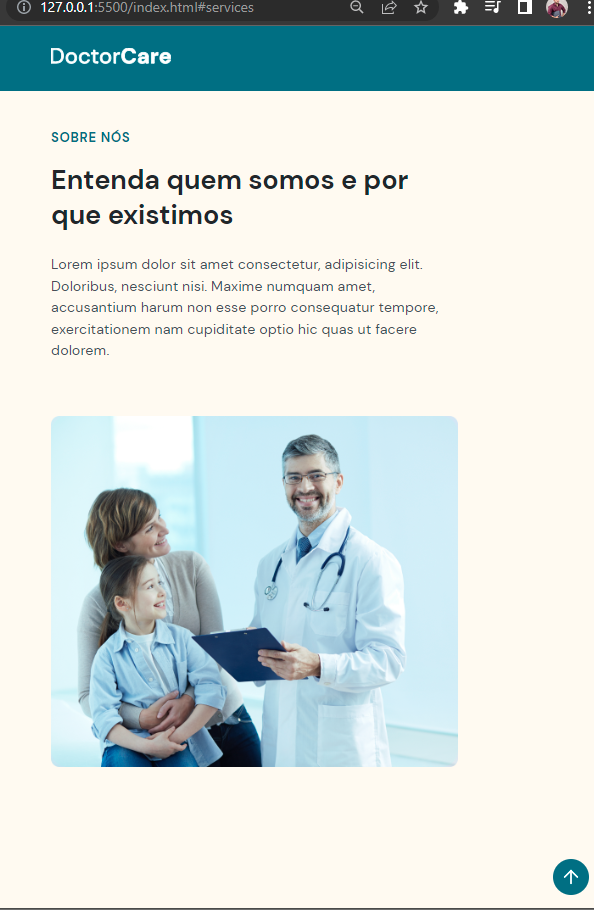 127.0.0.1:5500/index.html#services
DoctorCare
SOBRE NÓS
Entenda quem somos e por
que existimos
Lorem ipsum dolor sit amet consectetur, adipisicing elit.
Doloribus, nesciunt nisi. Maxime numquam amet,
accusantium harum non esse porro consequatur tempore,
exercitationem nam cupiditate optio hic quas ut facere
dolorem.